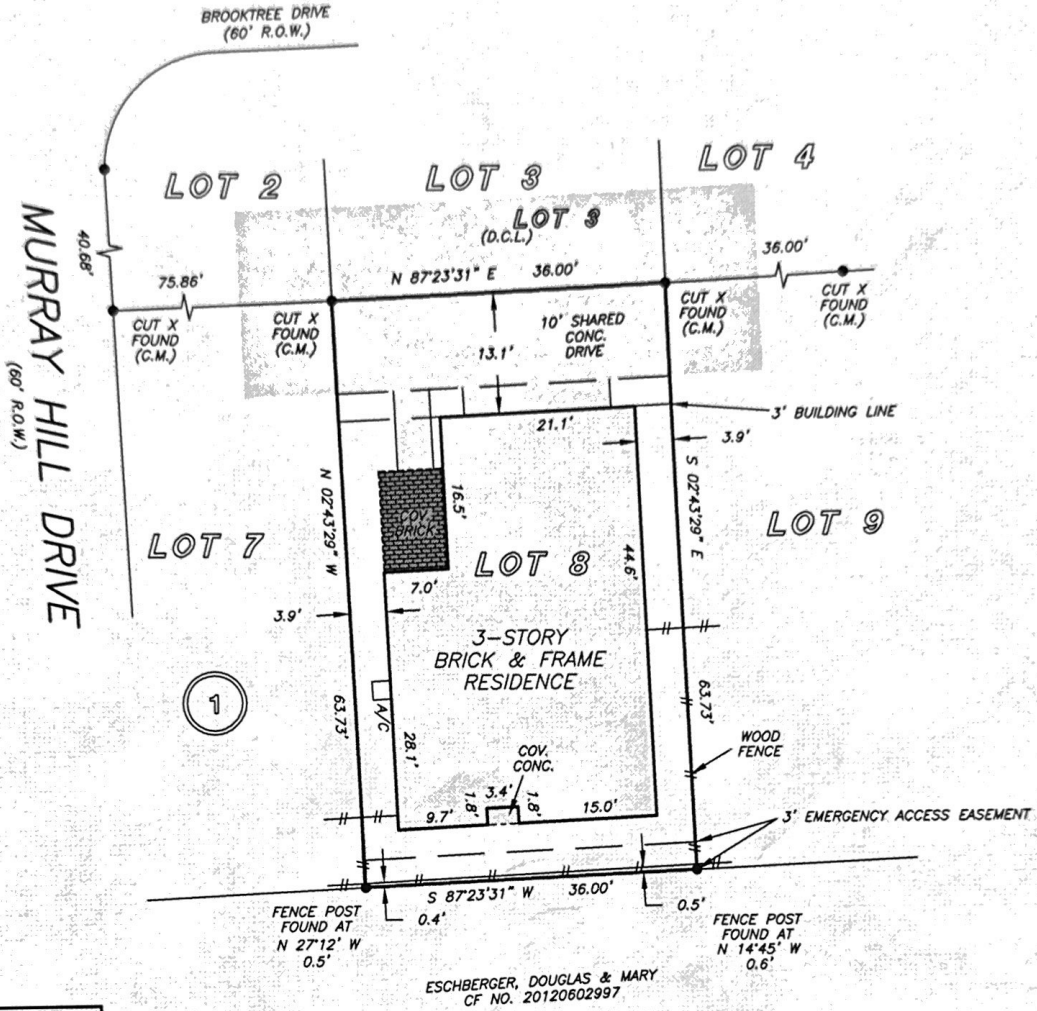 BROOKTREE DRIVE
(60' R.O.W.)
LOT 2
LOT 3
LOT 4
LOT 3
(D.C.L.)
MURRAY HILL DRIVE
(60' R.O.W.)
40.68'
75.86'
N 87°23'31" E 36.00'
36.00'
CUT X
FOUND
(C.M.)
CUT X
FOUND
(C.M.)
CUT X
FOUND
(C.M.)
CUT X
FOUND
(C.M.)
10' SHARED
CONC.
DRIVE
13.1'
3' BUILDING LINE
21.1'
3.9'
N 02°43'29" W
63.73'
S 02°43'29" E
63.73'
16.5'
COV.
BRICK
LOT 7
LOT 8
LOT 9
44.6'
7.0'
3.9'
3-STORY
BRICK & FRAME
RESIDENCE
1
A/C
28.1'
WOOD
FENCE
COV.
CONC.
3.4'
1.8'
1.8'
9.7'
15.0'
3' EMERGENCY ACCESS EASEMENT
S 87°23'31" W 36.00'
0.4'
0.5'
FENCE POST
FOUND AT
N 27°12' W
0.5'
FENCE POST
FOUND AT
N 14°45' W
0.6'
ESCHBERGER, DOUGLAS & MARY
CF NO. 20120602997